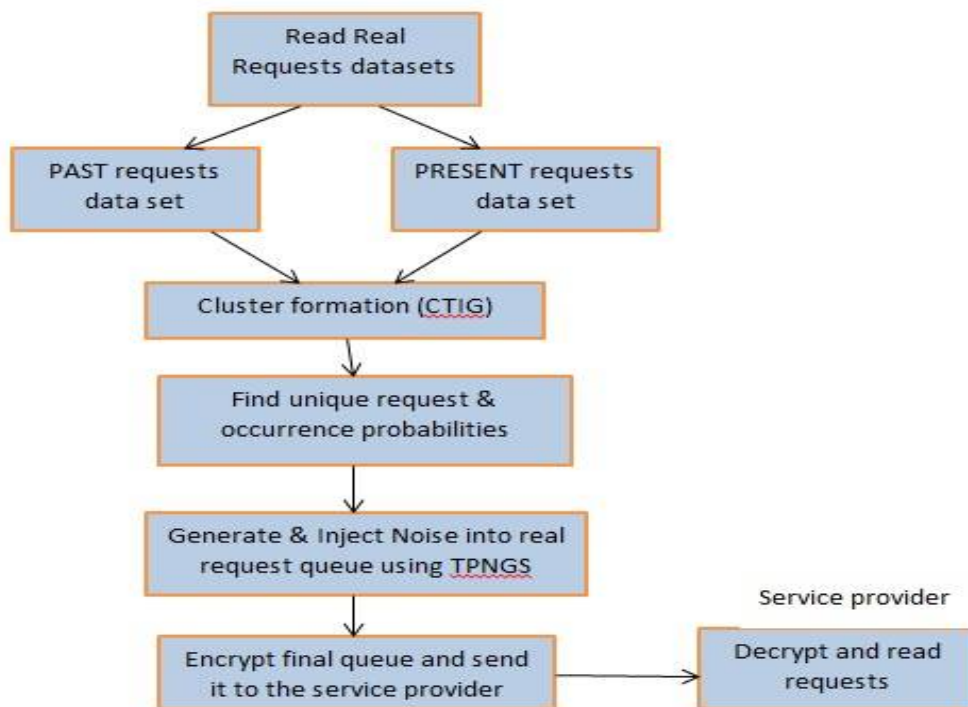 Read Real
Requests datasets
PAST requests
data set
PRESENT requests
data set
Cluster formation (CTIG)
Find unique request &
occurrence probabilities
Generate & Inject Noise into real
request queue using TPNGS
Service provider
Encrypt final queue and send
it to the service provider
Decrypt and read
requests